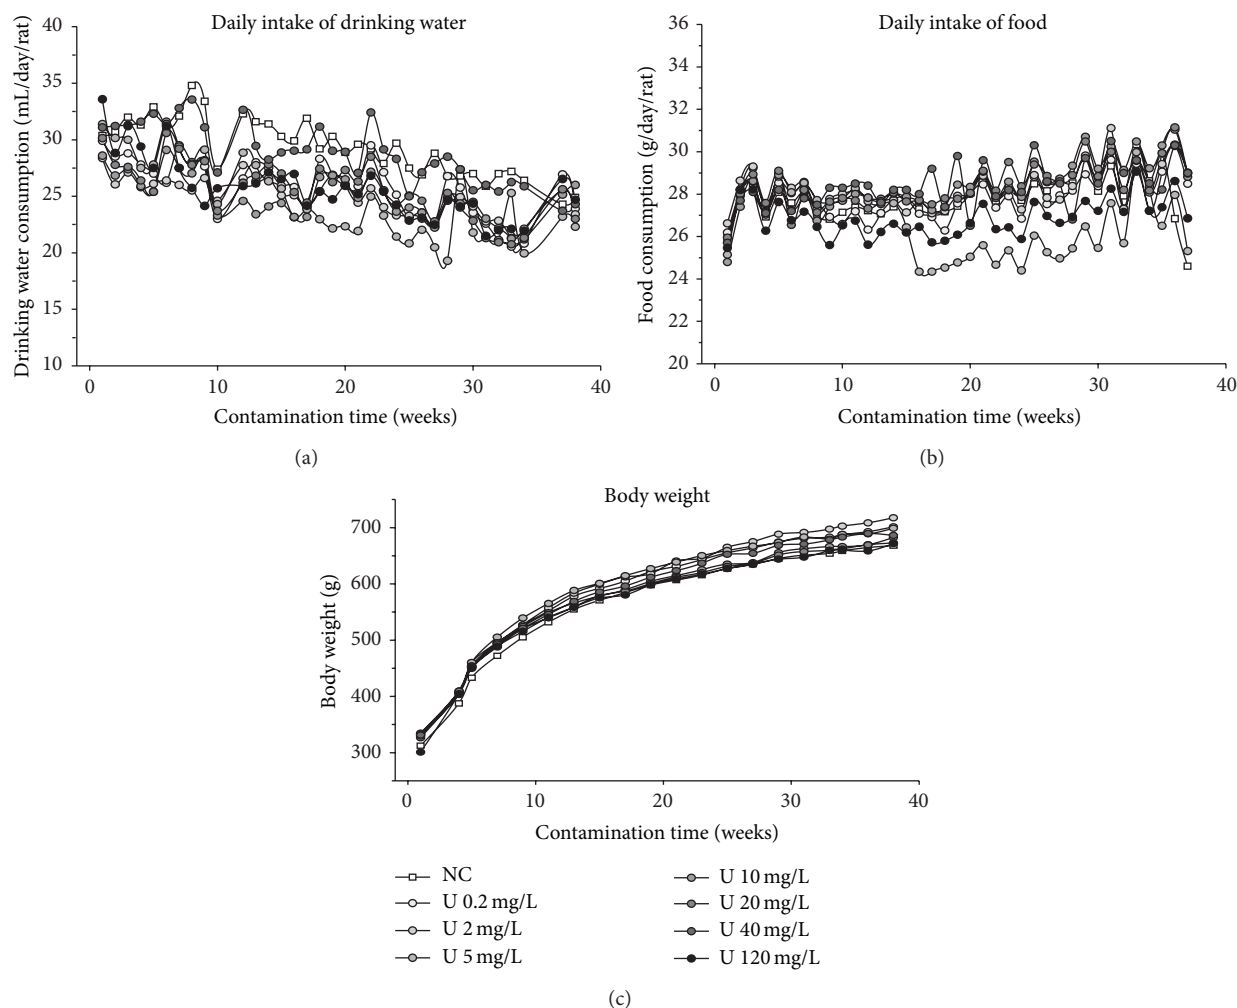 Daily intake of drinking water
Drinking water consumption (mL/day/rat)
40
35
30
25
20
15
10
0 10 20 30 40
Contamination time (weeks)
(a)
Daily intake of food
Food consumption (g/day/rat)
36
34
32
30
28
26
24
22
20
0 10 20 30 40
Contamination time (weeks)
(b)
Body weight
Body weight (g)
700
600
500
400
300
0 10 20 30 40
Contamination time (weeks)
NC
U 0.2 mg/L
U 2 mg/L
U 5 mg/L
U 10 mg/L
U 20 mg/L
U 40 mg/L
U 120 mg/L
(c)